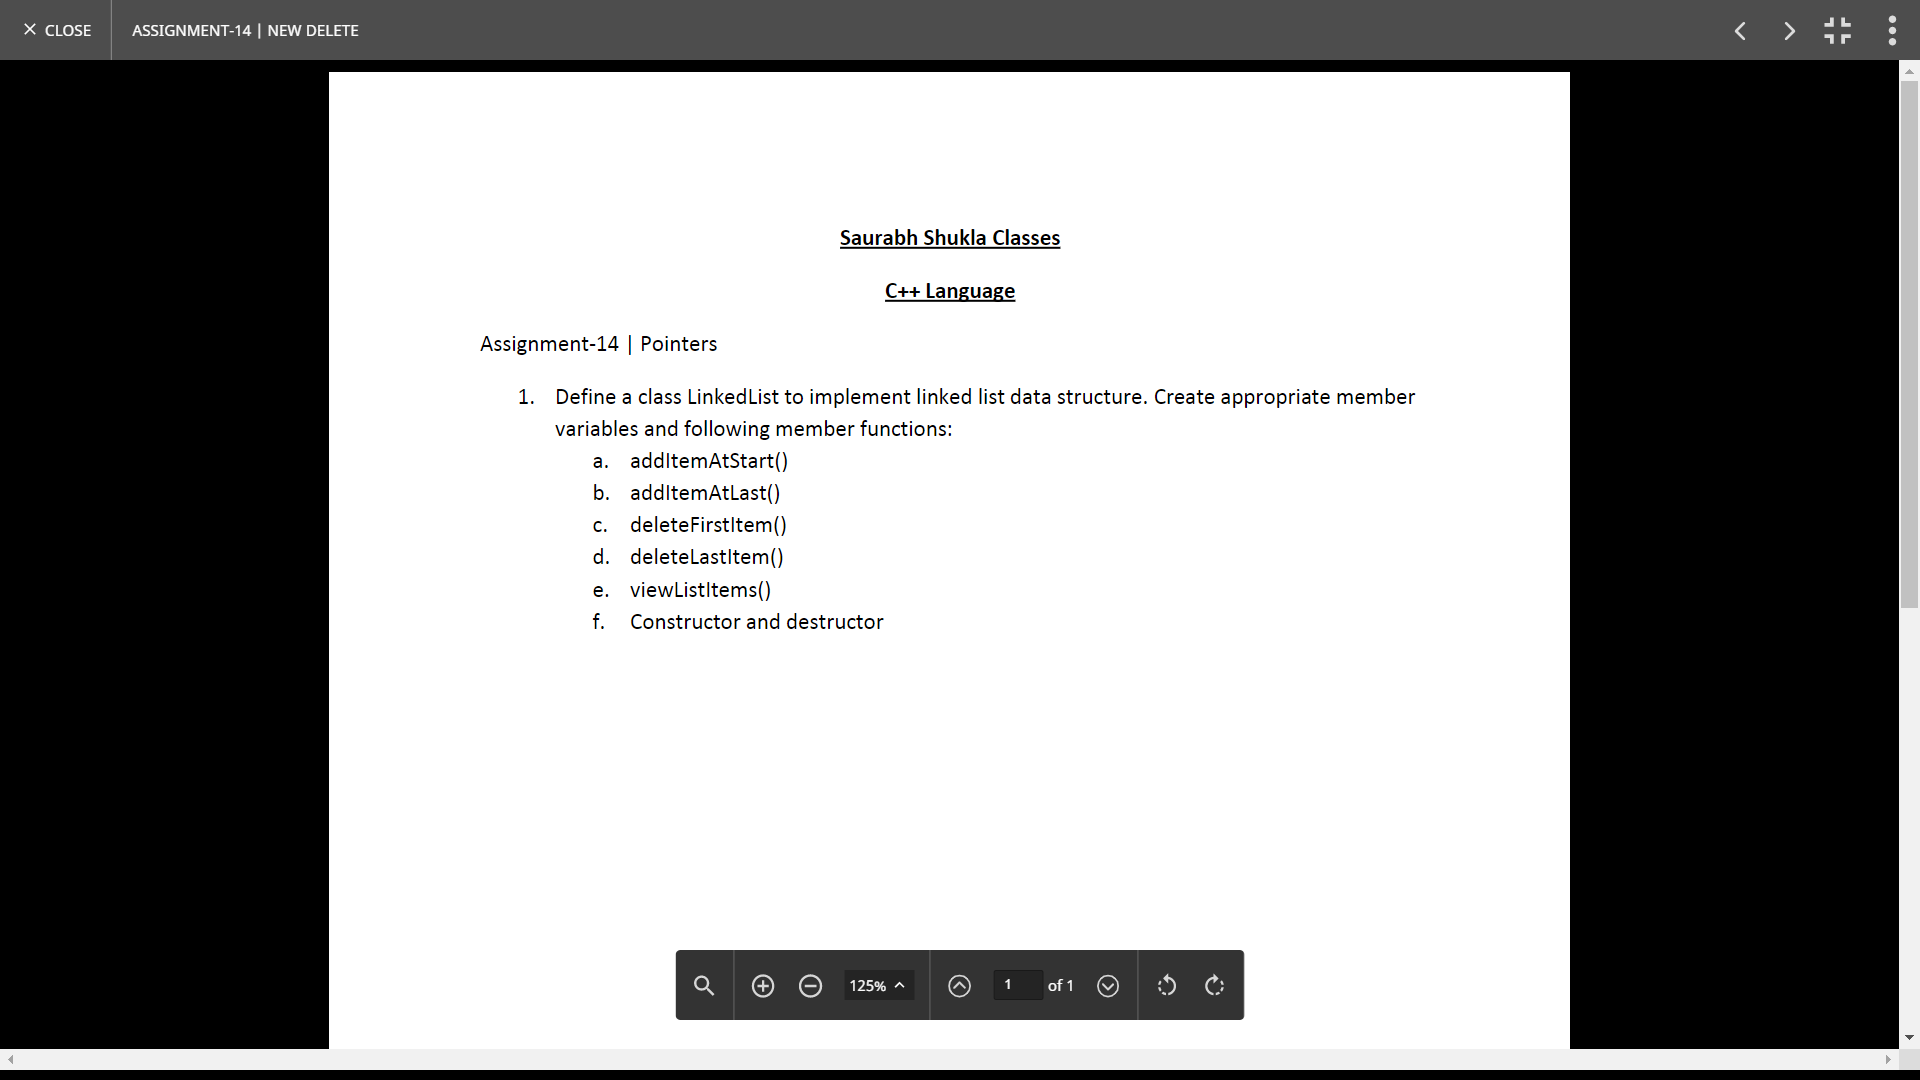 CLOSE
ASSIGNMENT-14 | NEW DELETE
Saurabh Shukla Classes
C++ Language
Assignment-14 | Pointers
1. Define a class LinkedList to implement linked list data structure. Create appropriate member
variables and following member functions:
a. addItemAtStart()
b. addItemAtLast()
c. deleteFirstItem()
d. deleteLastItem()
e. viewListItems()
f. Constructor and destructor
125% 1 of 1